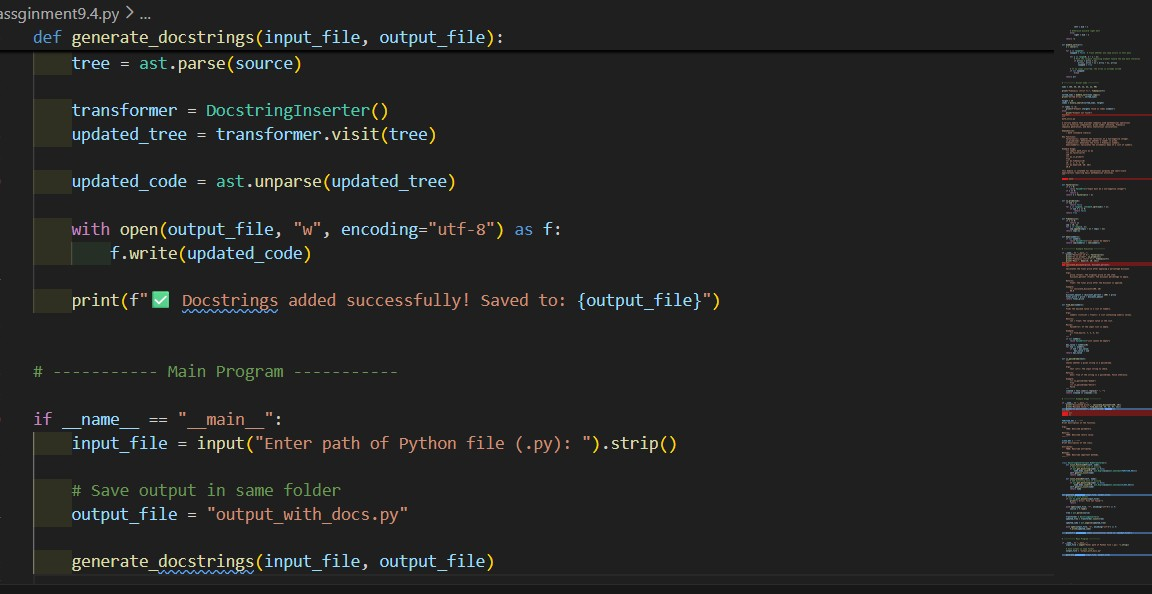 assginment9.4.py > ...
def generate_docstrings(input_file, output_file):
tree = ast.parse(source)
transformer = DocstringInserter()
updated_tree = transformer.visit(tree)
updated_code = ast.unparse(updated_tree)
with open(output_file, "w", encoding="utf-8") as f:
f.write(updated_code)
print(f"✅ Docstrings added successfully! Saved to: {output_file}")
# ----------- Main Program -----------
if __name__ == "__main__":
input_file = input("Enter path of Python file (.py): ").strip()
# Save output in same folder
output_file = "output_with_docs.py"
generate_docstrings(input_file, output_file)